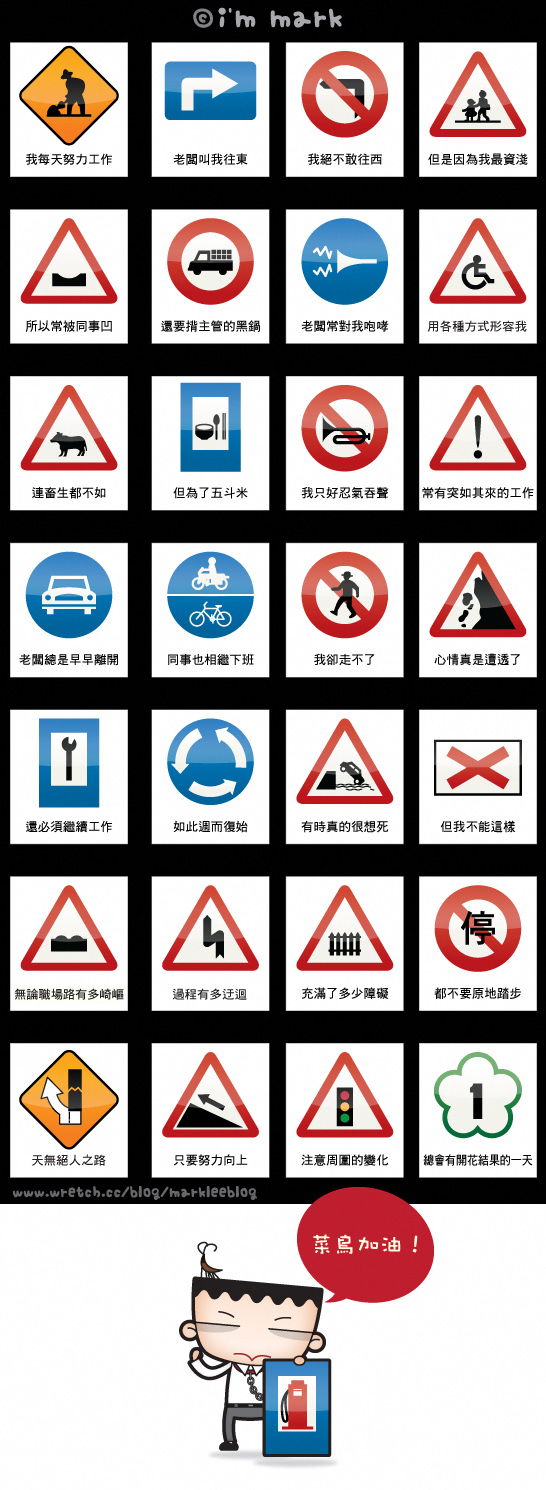 ©i'm mark
我每天努力工作
老闆叫我往東
我絕不敢往西
但是因為我最資淺
所以常被同事凹
還要揹主管的黑鍋
老闆常對我咆哮
用各種方式形容我
連畜生都不如
但為了五斗米
我只好忍氣吞聲
常有突如其來的工作
老闆總是早早離開
同事也相繼下班
我卻走不了
心情真是遭透了
還必須繼續工作
如此週而復始
有時真的很想死
但我不能這樣
無論職場路有多崎嶇
過程有多迂迴
充滿了多少障礙
停
都不要原地踏步
天無絕人之路
只要努力向上
注意周圍的變化
1
總會有開花結果的一天
www.wretch.cc/blog/markleeblog
菜鳥加油！